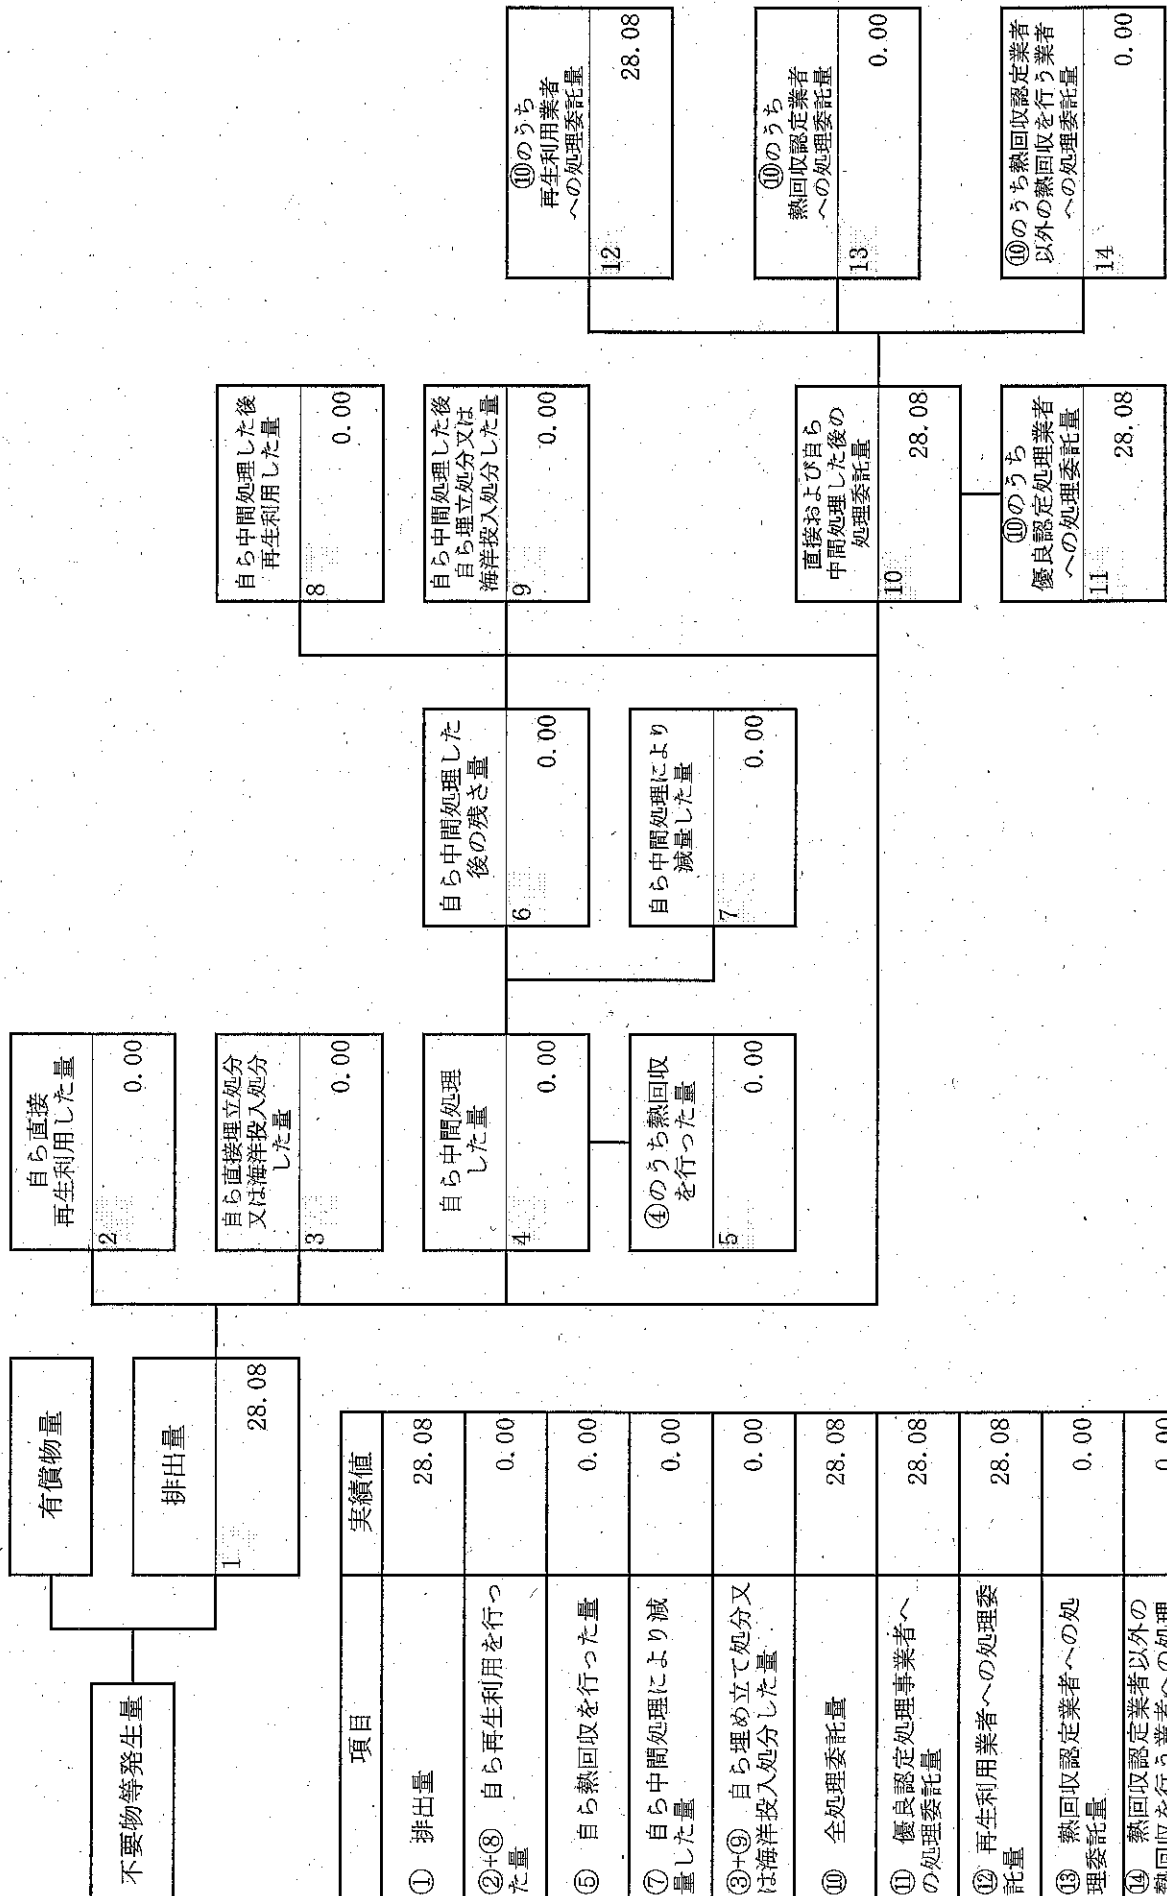 不要物等発生量
有償物量
排出量
1
28.08
自ら直接
再生利用した量
2
0.00
自ら直接埋立処分
又は海洋投入処分
した量
3
0.00
自ら中間処理
した量
4
0.00
④のうち熱回収
を行った量
5
0.00
自ら中間処理した
後の残さ量
6
0.00
自ら中間処理により
減量した量
7
0.00
自ら中間処理した後
再生利用した量
8
0.00
自ら中間処理した後
自ら埋立処分又は
海洋投入処分した量
9
0.00
直接および自ら
中間処理した後の
処理委託量
10
28.08
⑩のうち
優良認定処理業者
への処理委託量
11
28.08
⑩のうち
再生利用業者
への処理委託量
12
28.08
⑩のうち
熱回収認定業者
への処理委託量
13
0.00
⑩のうち熱回収認定業者
以外の熱回収を行う業者
への処理委託量
14
0.00
項目 実績値
① 排出量 28.08
②+⑧ 自ら再生利用を行っ
た量 0.00
⑤ 自ら熱回収を行った量 0.00
⑦ 自ら中間処理により減
量した量 0.00
③+⑨ 自ら埋め立て処分又
は海洋投入処分した量 0.00
⑩ 全処理委託量 28.08
⑪ 優良認定処理事業者へ
の処理委託量 28.08
⑫ 再生利用業者への処理委
託量 28.08
⑬ 熱回収認定業者への処
理委託量 0.00
⑭ 熱回収認定業者以外の
熱回収を行う業者への処理
0.00